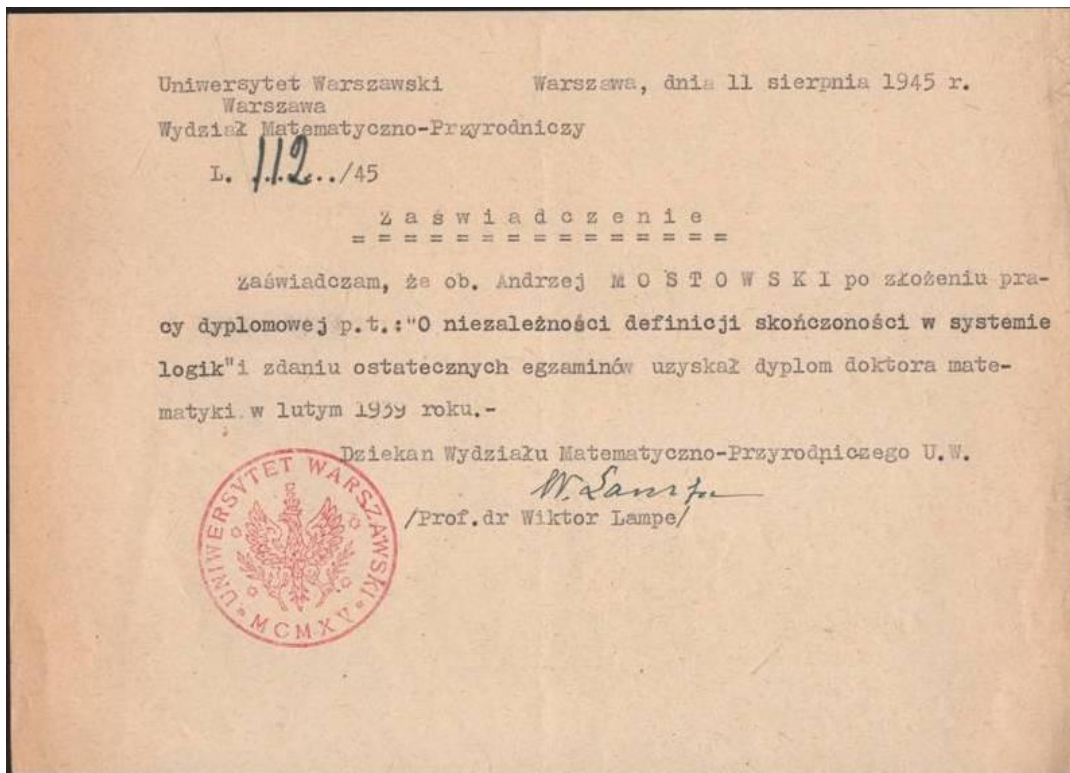 Uniwersytet Warszawski Warszawa, dnia 11 sierpnia 1945 r.
Warszawa
Wydział Matematyczno-Przyrodniczy
L. 112../45
Z a ś w i a d c z e n i e
= = = = = = = = = = = = = = =
Zaświadczam, że ob. Andrzej M O S T O W S K I po złożeniu pra-
cy dyplomowej p.t.:"O niezależności definicji skończoności w systemie
logik"i zdaniu ostatecznych egzaminów uzyskał dyplom doktora mate-
matyki w lutym 1939 roku.-
Dziekan Wydziału Matematyczno-Przyrodniczego U.W.
W. Lampe
/Prof.dr Wiktor Lampe/
UNIWERSYTET WARSZAWSKI
MCMXV